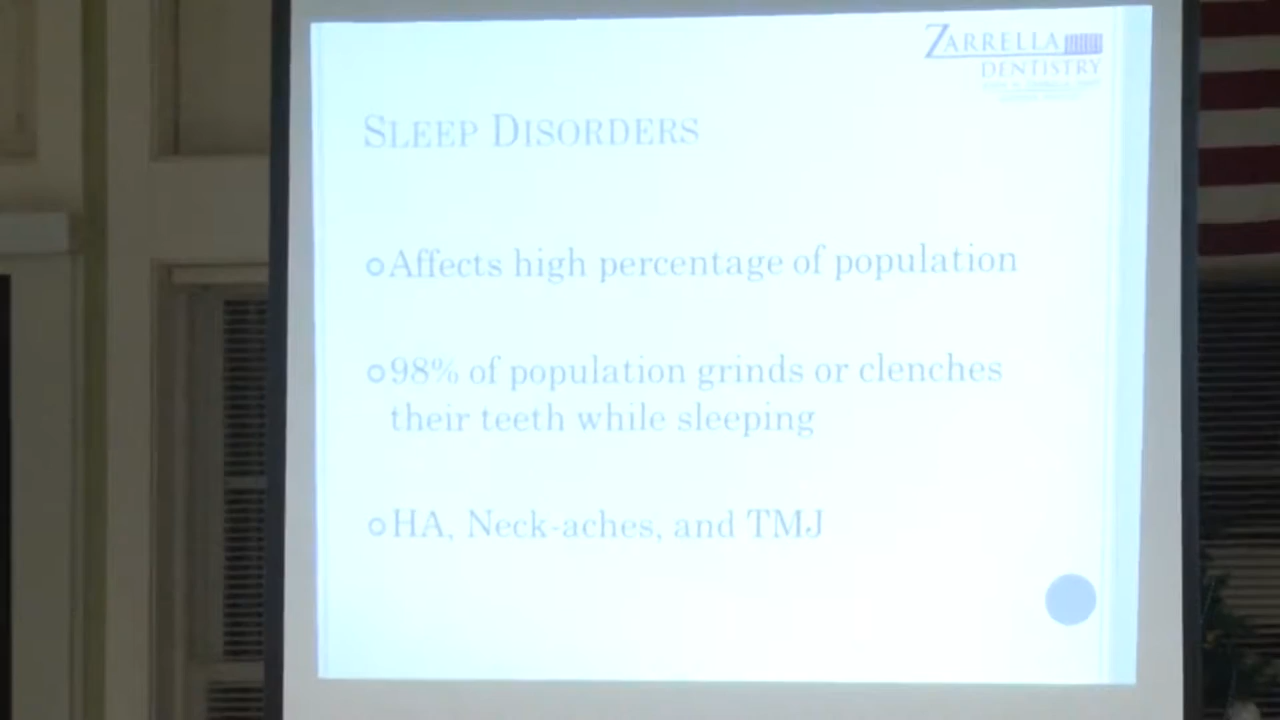 ZARRELLA
DENTISTRY
SLEEP DISORDERS
Affects high percentage of population
98% of population grinds or clenches
their teeth while sleeping
HA, Neck-aches, and TMJ